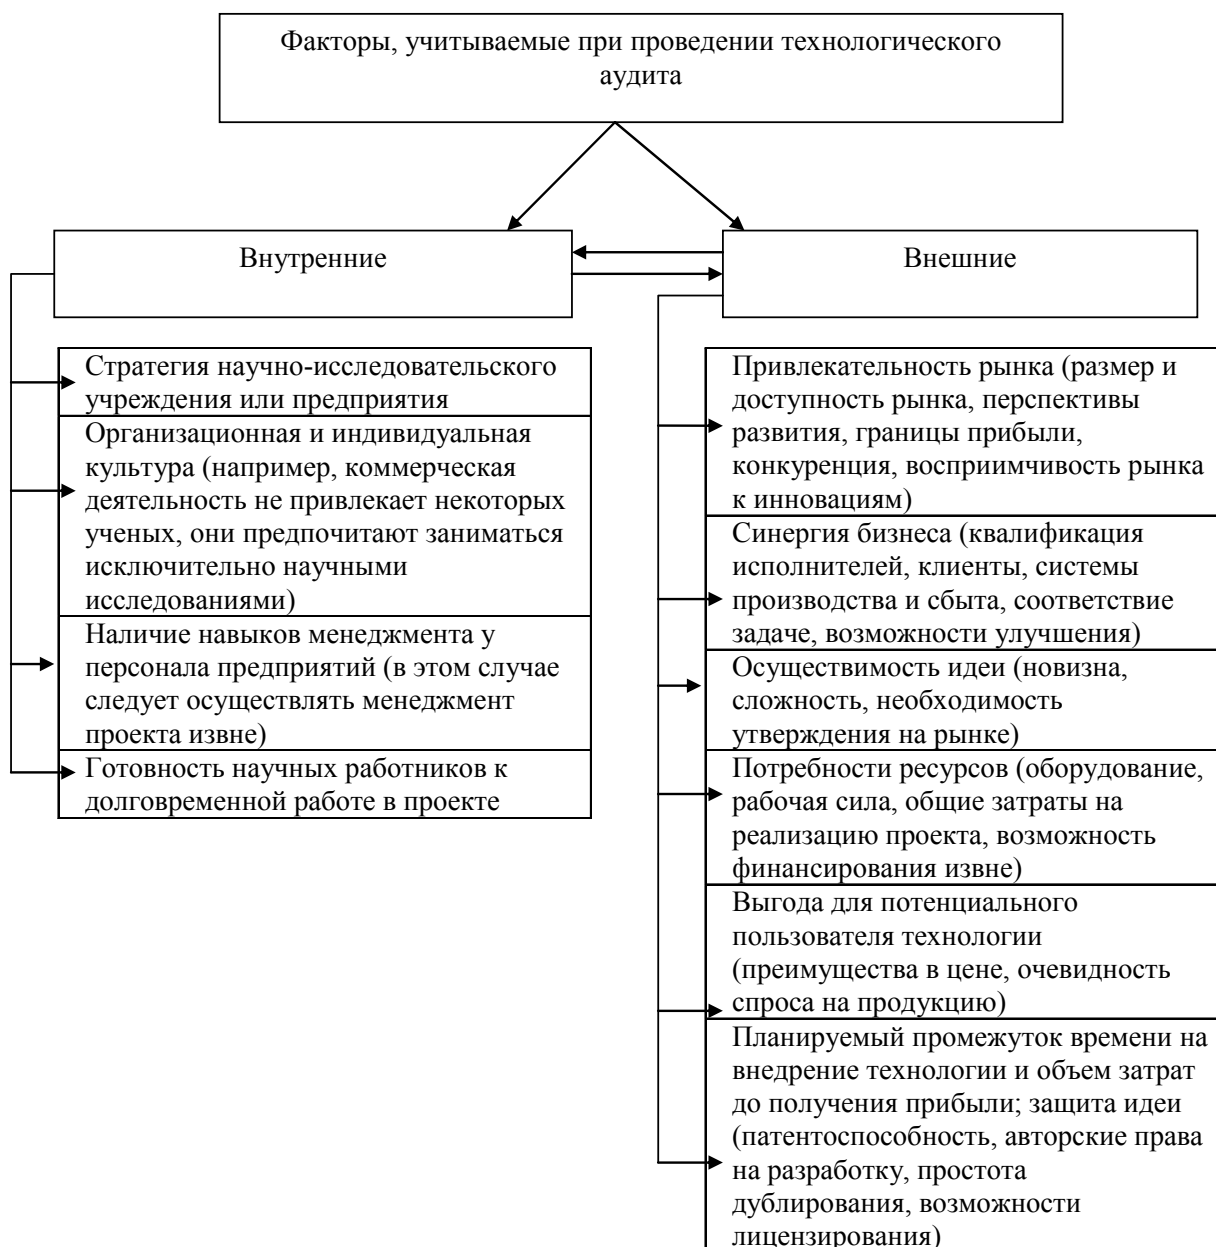 Факторы, учитываемые при проведении технологического
аудита
Внутренние
Внешние
Стратегия научно-исследовательского
учреждения или предприятия
Организационная и индивидуальная
культура (например, коммерческая
деятельность не привлекает некоторых
ученых, они предпочитают заниматься
исключительно научными
исследованиями)
Наличие навыков менеджмента у
персонала предприятий (в этом случае
следует осуществлять менеджмент
проекта извне)
Готовность научных работников к
долговременной работе в проекте
Привлекательность рынка (размер и
доступность рынка, перспективы
развития, границы прибыли,
конкуренция, восприимчивость рынка
к инновациям)
Синергия бизнеса (квалификация
исполнителей, клиенты, системы
производства и сбыта, соответствие
задаче, возможности улучшения)
Осуществимость идеи (новизна,
сложность, необходимость
утверждения на рынке)
Потребности ресурсов (оборудование,
рабочая сила, общие затраты на
реализацию проекта, возможность
финансирования извне)
Выгода для потенциального
пользователя технологии
(преимущества в цене, очевидность
спроса на продукцию)
Планируемый промежуток времени на
внедрение технологии и объем затрат
до получения прибыли; защита идеи
(патентоспособность, авторские права
на разработку, простота
дублирования, возможности
лицензирования)